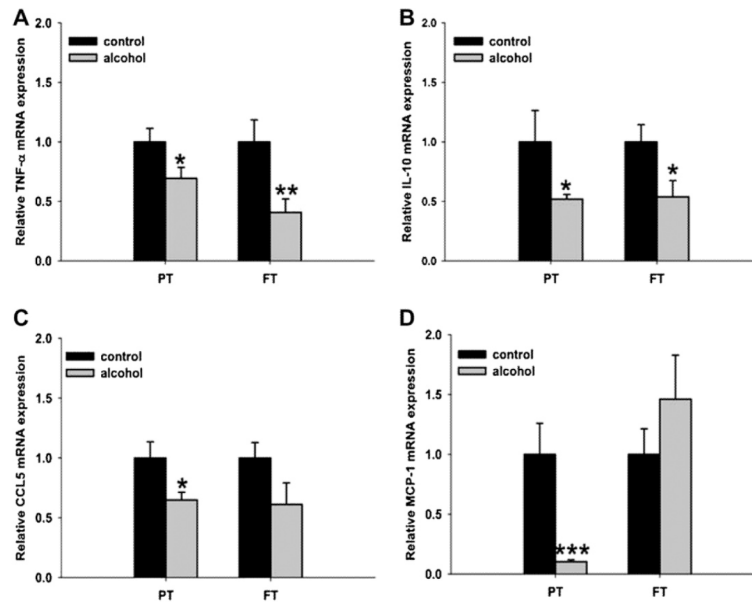 A
Relative TNF-α mRNA expression
2.0
1.5
1.0
0.5
0.0
control
alcohol
*
**
PT
FT
B
Relative IL-10 mRNA expression
2.0
1.5
1.0
0.5
0.0
control
alcohol
*
*
PT
FT
C
Relative CCL5 mRNA expression
2.0
1.5
1.0
0.5
0.0
control
alcohol
*
PT
FT
D
Relative MCP-1 mRNA expression
2.0
1.5
1.0
0.5
0.0
control
alcohol
***
PT
FT